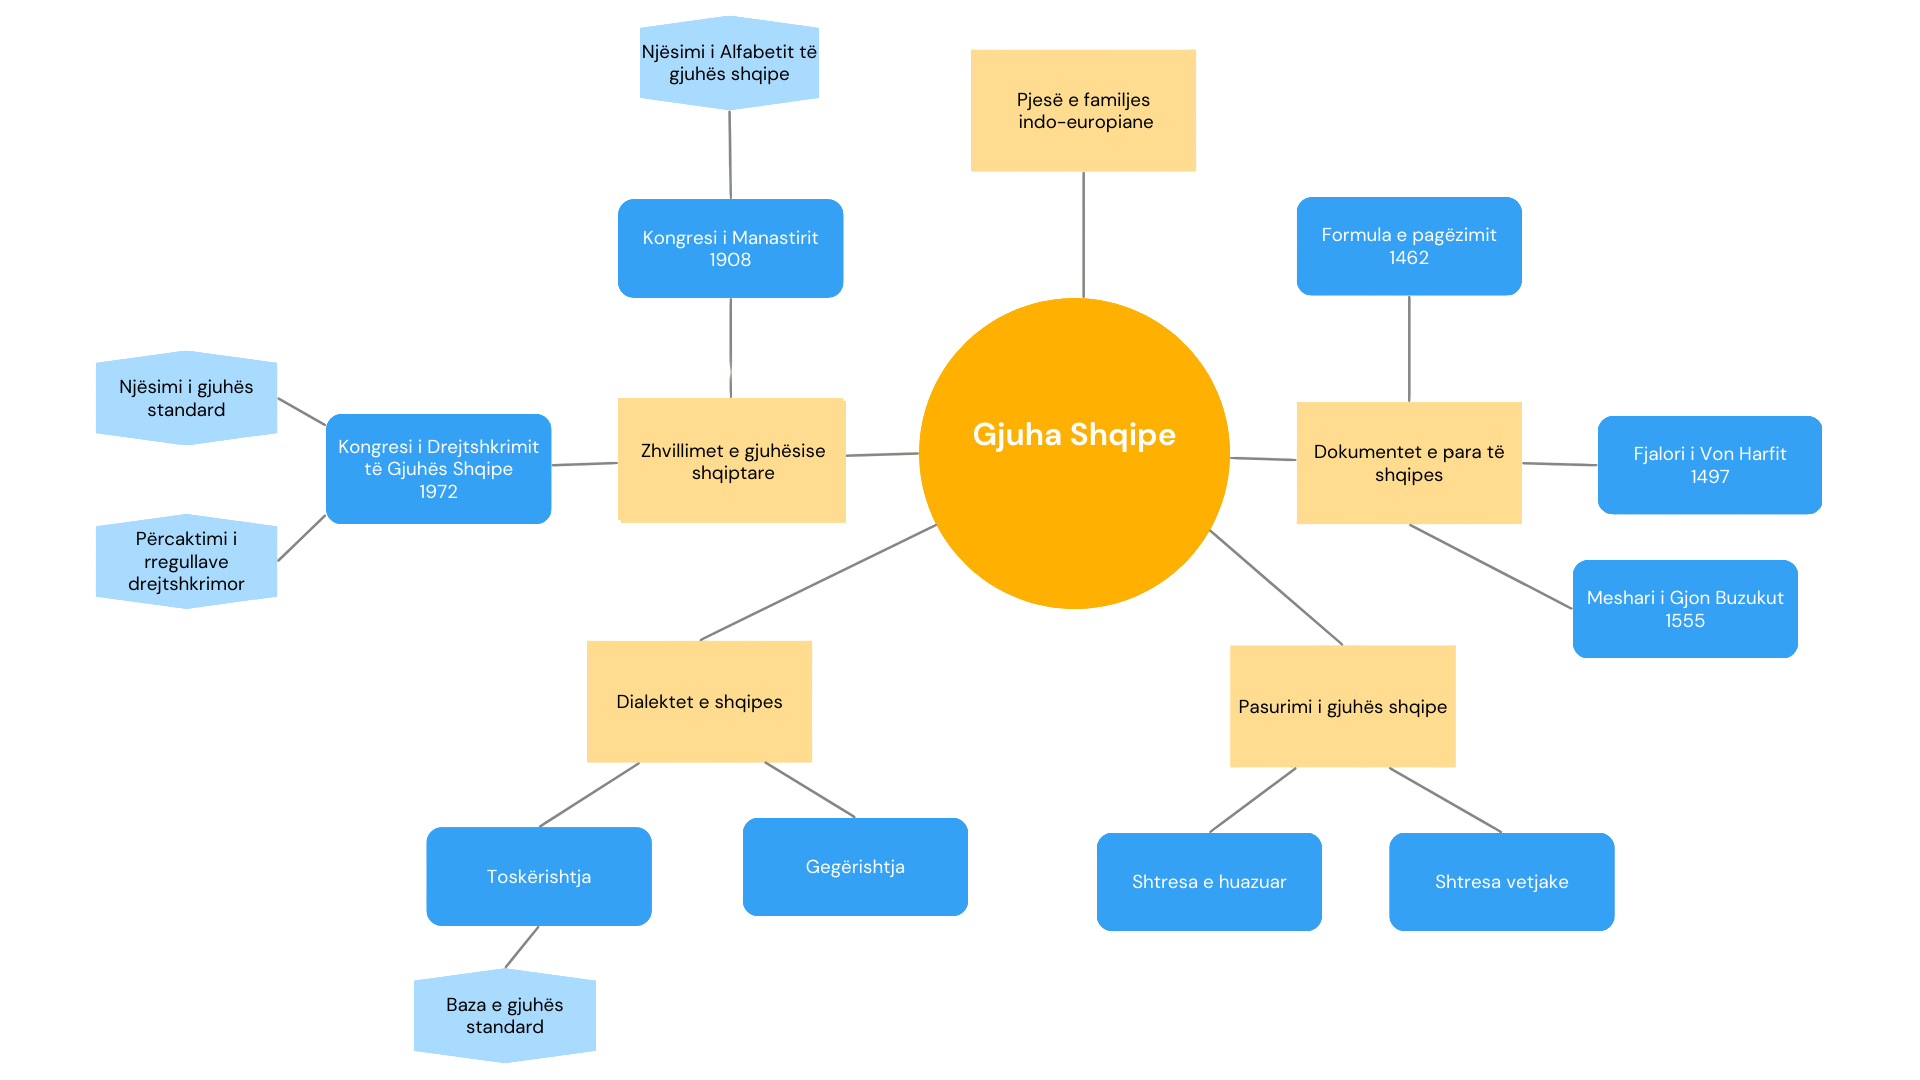 Njësimi i Alfabetit të
gjuhës shqipe
Pjesë e familjes
indo-europiane
Kongresi i Manastirit
1908
Formula e pagëzimit
1462
Njësimi i gjuhës
standard
Kongresi i Drejtshkrimit
të Gjuhës Shqipe
1972
Zhvillimet e gjuhësise
shqiptare
Gjuha Shqipe
Dokumentet e para të
shqipes
Fjalori i Von Harfit
1497
Përcaktimi i
rregullave
drejtshkrimor
Meshari i Gjon Buzukut
1555
Dialektet e shqipes
Pasurimi i gjuhës shqipe
Toskërishtja
Gegërishtja
Shtresa e huazuar
Shtresa vetjake
Baza e gjuhës
standard